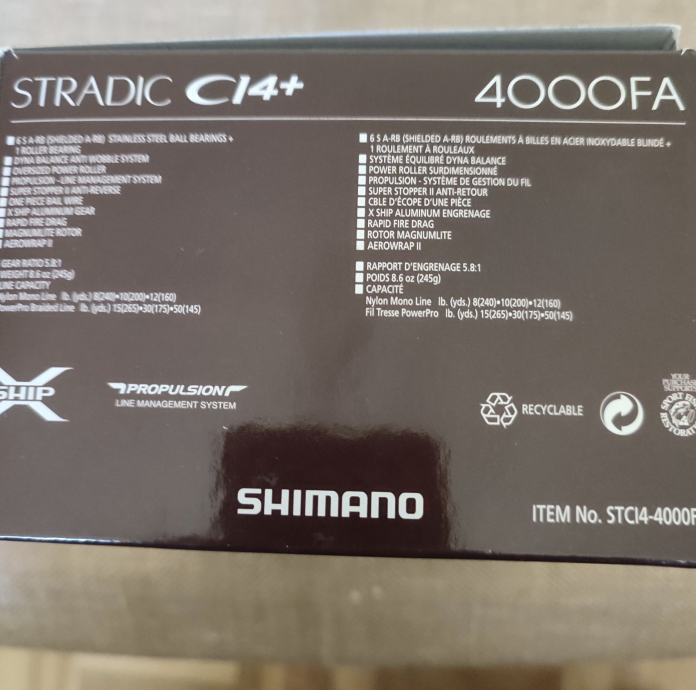 STRADIC CI4+ 4000FA
6 S A-RB (SHIELDED A-RB) STAINLESS STEEL BALL BEARINGS +
1 ROLLER BEARING
DYNA BALANCE ANTI WOBBLE SYSTEM
OVERSIZED POWER ROLLER
PROPULSION - LINE MANAGEMENT SYSTEM
SUPER STOPPER II ANTI-REVERSE
ONE PIECE BAIL WIRE
X SHIP ALUMINUM GEAR
RAPID FIRE DRAG
MAGNUMLITE ROTOR
AEROWRAP II
GEAR RATIO 5.8:1
WEIGHT 8.6 oz (245g)
LINE CAPACITY
Nylon Mono Line lb. (yds.) 8(240)•10(200)•12(160)
PowerPro Braided Line lb. (yds.) 15(265)•30(175)•50(145)
6 S A-RB (SHIELDED A-RB) ROULEMENTS À BILLES EN ACIER INOXYDABLE BLINDÉ +
1 ROULEMENT À ROULEAUX
SYSTÈME ÉQUILIBRÉ DYNA BALANCE
POWER ROLLER SURDIMENSIONNÉ
PROPULSION - SYSTÈME DE GESTION DU FIL
SUPER STOPPER II ANTI-RETOUR
CBLE D'ÉCOPE D'UNE PIÈCE
X SHIP ALUMINUM ENGRENAGE
RAPID FIRE DRAG
ROTOR MAGNUMLITE
AEROWRAP II
RAPPORT D'ENGRENAGE 5.8:1
POIDS 8.6 oz (245g)
CAPACITÉ
Nylon Mono Line lb. (yds.) 8(240)•10(200)•12(160)
Fil Tresse PowerPro lb. (yds.) 15(265)•30(175)•50(145)
X SHIP
PROPULSION
LINE MANAGEMENT SYSTEM
RECYCLABLE
YOUR
PURCHASE
SUPPORTS
SPORT FISH
RESTORATION
SHIMANO
ITEM No. STCI4-4000F